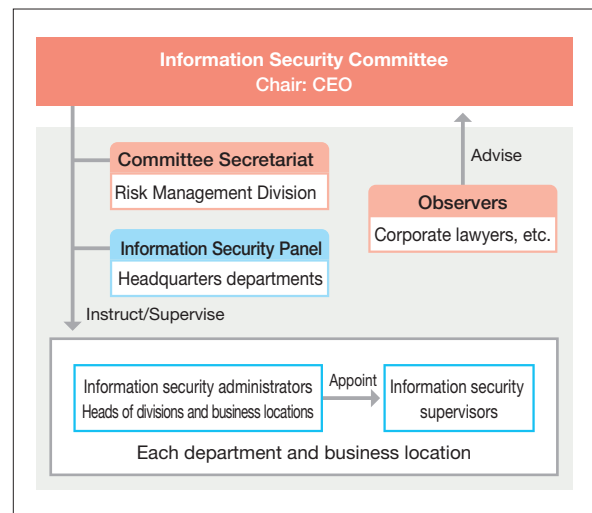 Information Security Committee
Chair: CEO
Committee Secretariat
Risk Management Division
Advise
Observers
Corporate lawyers, etc.
Information Security Panel
Headquarters departments
Instruct/Supervise
Information security administrators
Heads of divisions and business locations
Appoint
Information security
supervisors
Each department and business location